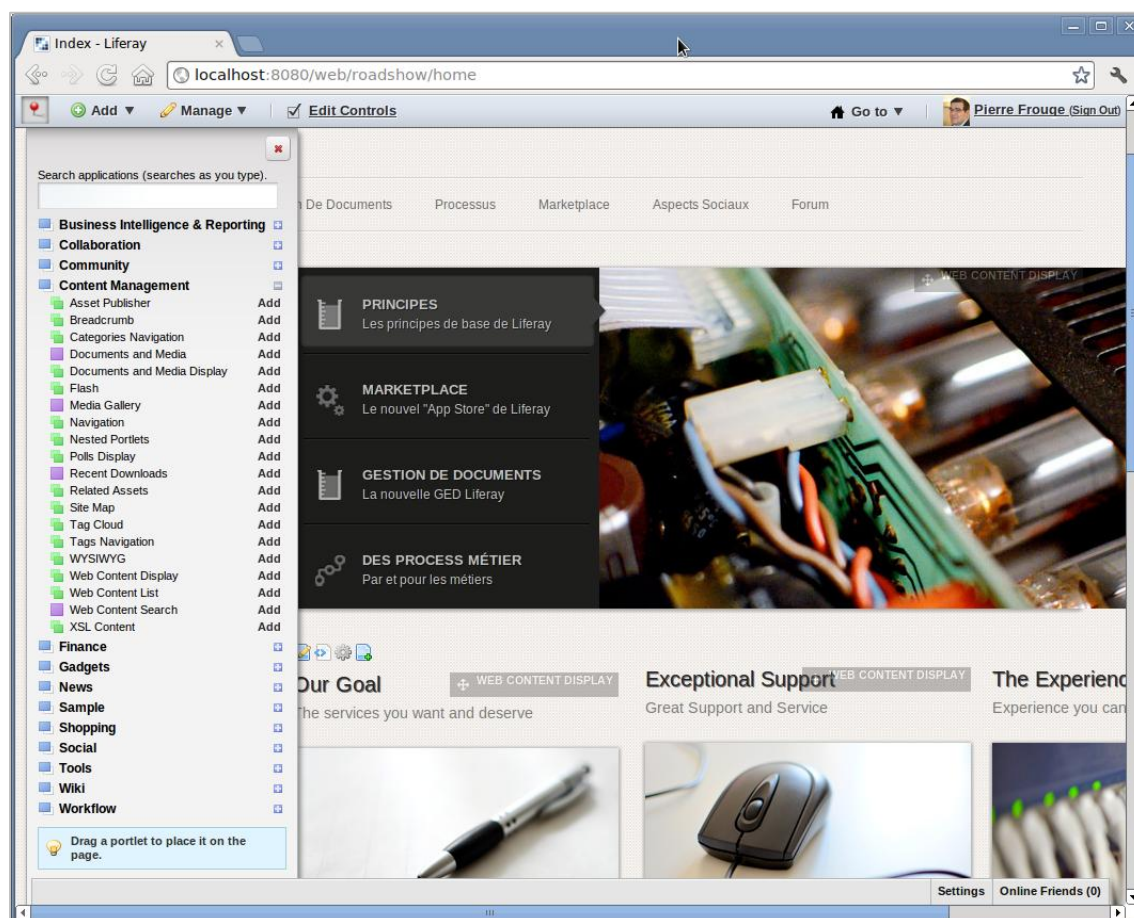 Index - Liferay
localhost:8080/web/roadshow/home
Add Manage Edit Controls Go to Pierre Frouge (Sign Out)
Search applications (searches as you type).
De Documents Processus Marketplace Aspects Sociaux Forum
Business Intelligence & Reporting
Collaboration
Community
Content Management
Asset Publisher Add
Breadcrumb Add
Categories Navigation Add
Documents and Media Add
Documents and Media Display Add
Flash Add
Media Gallery Add
Navigation Add
Nested Portlets Add
Polls Display Add
Recent Downloads Add
Related Assets Add
Site Map Add
Tag Cloud Add
Tags Navigation Add
WYSIWYG Add
Web Content Display Add
Web Content List Add
Web Content Search Add
XSL Content Add
Finance
Gadgets
News
Sample
Shopping
Social
Tools
Wiki
Workflow
Drag a portlet to place it on the
page.
WEB CONTENT DISPLAY
PRINCIPES
Les principes de base de Liferay
MARKETPLACE
Le nouvel "App Store" de Liferay
GESTION DE DOCUMENTS
La nouvelle GED Liferay
DES PROCESS MÉTIER
Par et pour les métiers
Our Goal
WEB CONTENT DISPLAY
The services you want and deserve
Exceptional Support
WEB CONTENT DISPLAY
Great Support and Service
The Experienc
Experience you can
Settings Online Friends (0)